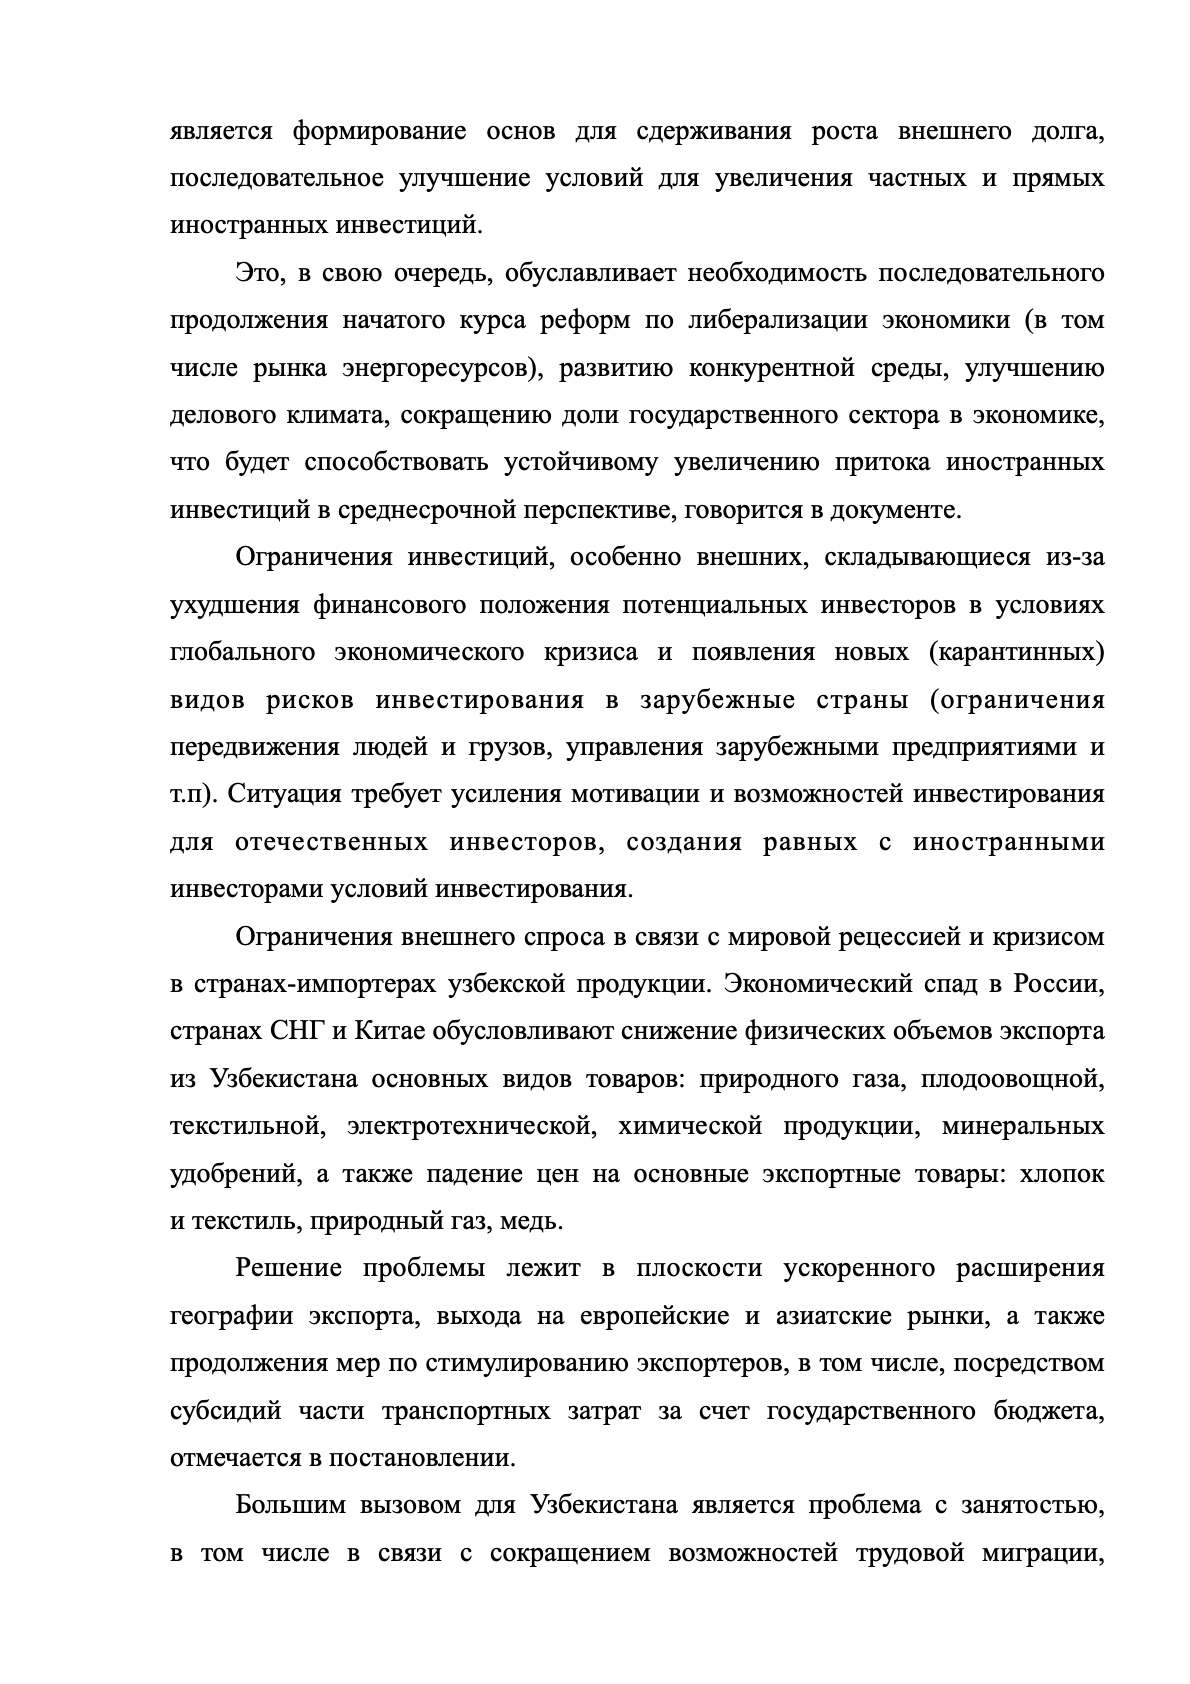 является формирование основ для сдерживания роста внешнего долга,
последовательное улучшение условий для увеличения частных и прямых
иностранных инвестиций.
Это, в свою очередь, обуславливает необходимость последовательного
продолжения начатого курса реформ по либерализации экономики (в том
числе рынка энергоресурсов), развитию конкурентной среды, улучшению
делового климата, сокращению доли государственного сектора в экономике,
что будет способствовать устойчивому увеличению притока иностранных
инвестиций в среднесрочной перспективе, говорится в документе.
Ограничения инвестиций, особенно внешних, складывающиеся из-за
ухудшения финансового положения потенциальных инвесторов в условиях
глобального экономического кризиса и появления новых (карантинных)
видов рисков инвестирования в зарубежные страны (ограничения
передвижения людей и грузов, управления зарубежными предприятиями и
т.п). Ситуация требует усиления мотивации и возможностей инвестирования
для отечественных инвесторов, создания равных с иностранными
инвесторами условий инвестирования.
Ограничения внешнего спроса в связи с мировой рецессией и кризисом
в странах-импортерах узбекской продукции. Экономический спад в России,
странах СНГ и Китае обусловливают снижение физических объемов экспорта
из Узбекистана основных видов товаров: природного газа, плодоовощной,
текстильной, электротехнической, химической продукции, минеральных
удобрений, а также падение цен на основные экспортные товары: хлопок
и текстиль, природный газ, медь.
Решение проблемы лежит в плоскости ускоренного расширения
географии экспорта, выхода на европейские и азиатские рынки, а также
продолжения мер по стимулированию экспортеров, в том числе, посредством
субсидий части транспортных затрат за счет государственного бюджета,
отмечается в постановлении.
Большим вызовом для Узбекистана является проблема с занятостью,
в том числе в связи с сокращением возможностей трудовой миграции,